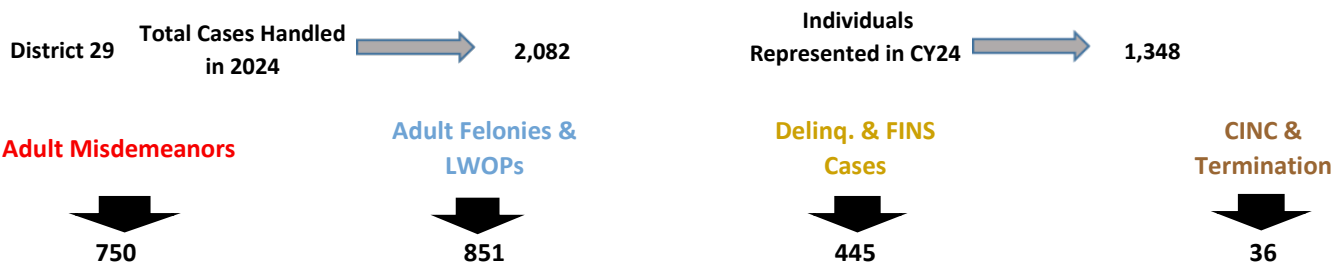 District 29
Total Cases Handled
in 2024
2,082
Individuals
Represented in CY24
1,348
Adult Misdemeanors
Adult Felonies &
LWOPs
Delinq. & FINS
Cases
CINC &
Termination
750
851
445
36